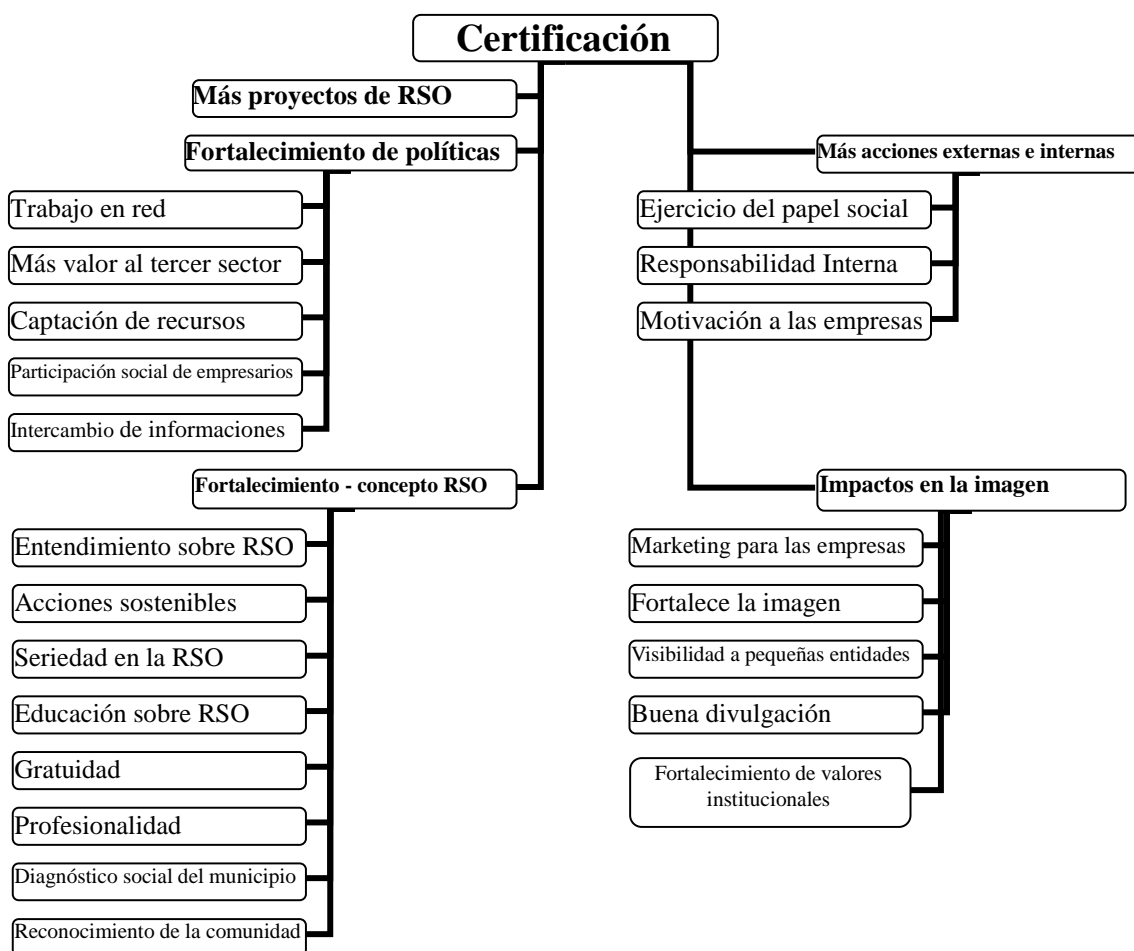 Certificación
Más proyectos de RSO
Fortalecimiento de políticas
Trabajo en red
Más valor al tercer sector
Captación de recursos
Participación social de empresarios
Intercambio de informaciones
Fortalecimiento - concepto RSO
Entendimiento sobre RSO
Acciones sostenibles
Seriedad en la RSO
Educación sobre RSO
Gratuidad
Profesionalidad
Diagnóstico social del municipio
Reconocimiento de la comunidad
Más acciones externas e internas
Ejercicio del papel social
Responsabilidad Interna
Motivación a las empresas
Impactos en la imagen
Marketing para las empresas
Fortalece la imagen
Visibilidad a pequeñas entidades
Buena divulgación
Fortalecimiento de valores
institucionales